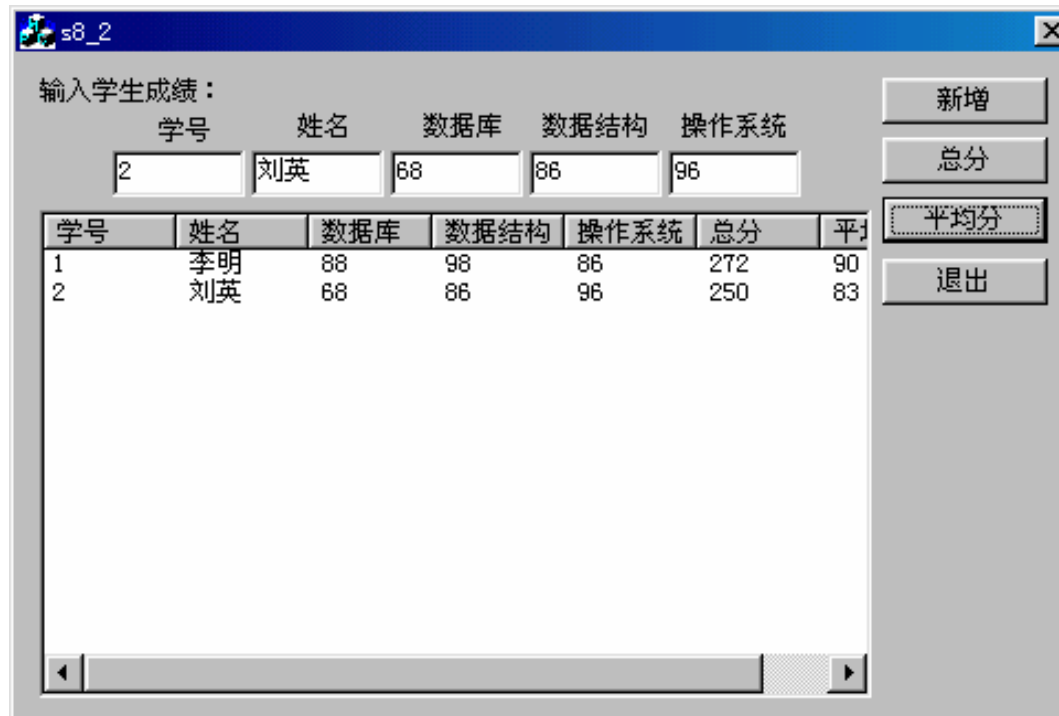 s8_2
输入学生成绩：
学号 姓名 数据库 数据结构 操作系统
2 刘英 68 86 96
新增
总分
平均分
退出
学号 姓名 数据库 数据结构 操作系统 总分 平
1 李明 88 98 86 272 90
2 刘英 68 86 96 250 83